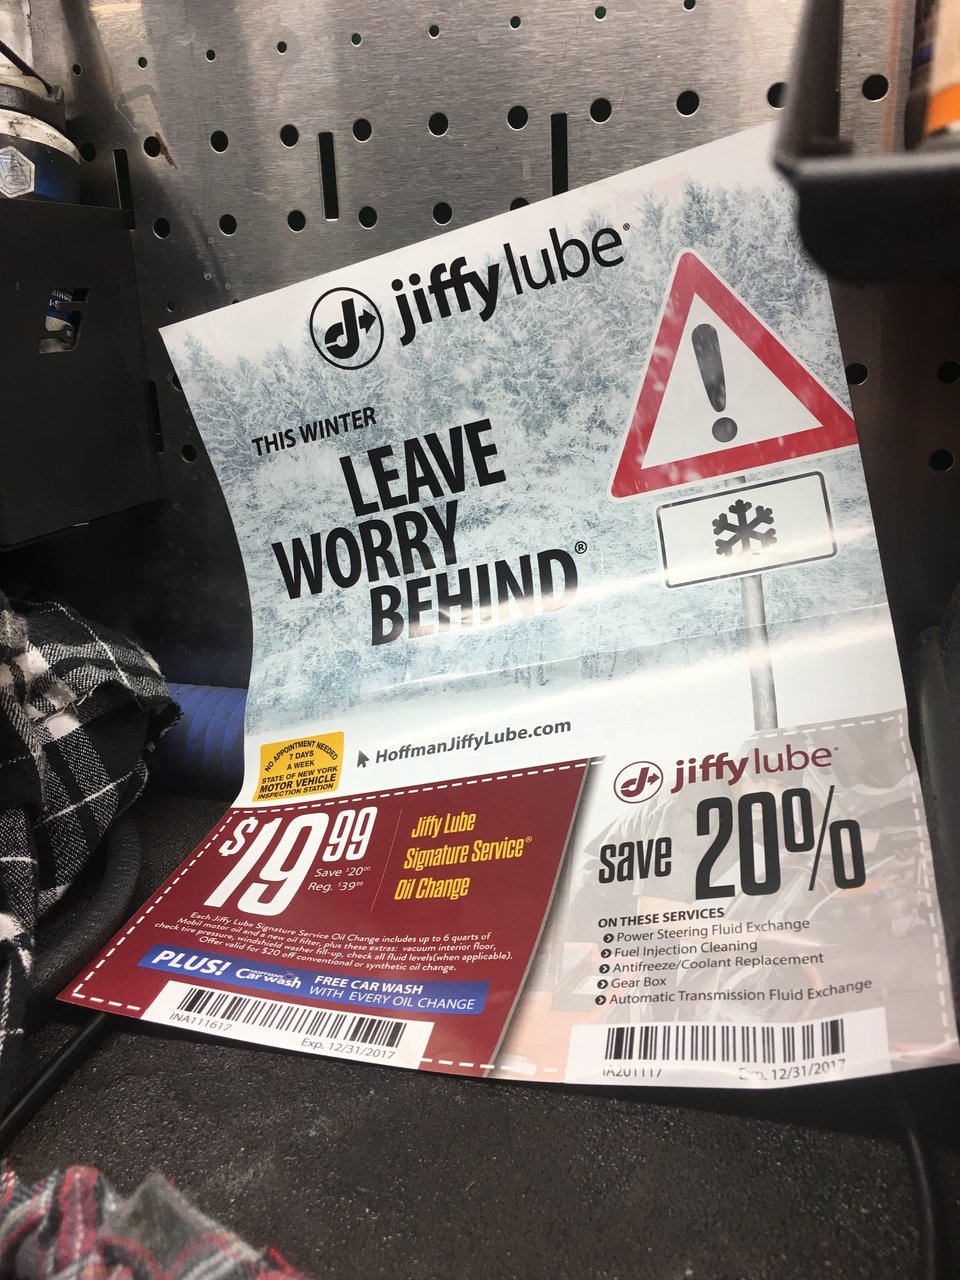 jiffy lube®
THIS WINTER
LEAVE
WORRY
BEHIND®
HoffmanJiffyLube.com
NO APPOINTMENT NEEDED
7 DAYS
A WEEK
STATE OF NEW YORK
MOTOR VEHICLE
INSPECTION STATION
$19.99
Save $20.00
Reg. $39.99
Jiffy Lube
Signature Service®
Oil Change
Each Jiffy Lube Signature Service Oil Change includes up to 6 quarts of
Mobil motor oil and a new oil filter, plus these extras: vacuum interior floor,
check tire pressure, windshield washer fill-up, check all fluid levels(when applicable).
Offer valid for $20 off conventional or synthetic oil change.
PLUS! HOFFMAN Car wash FREE CAR WASH
WITH EVERY OIL CHANGE
INA111617
Exp. 12/31/2017
jiffy lube®
save 20%
ON THESE SERVICES
Power Steering Fluid Exchange
Fuel Injection Cleaning
Antifreeze/Coolant Replacement
Gear Box
Automatic Transmission Fluid Exchange
IA201117
Exp. 12/31/2017